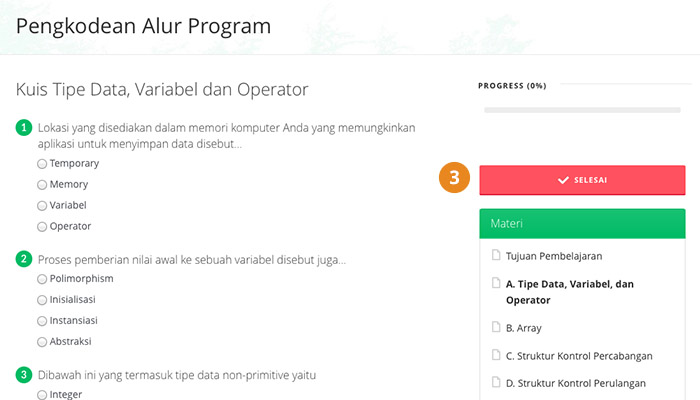 Pengkodean Alur Program
Kuis Tipe Data, Variabel dan Operator
1 Lokasi yang disediakan dalam memori komputer Anda yang memungkinkan
aplikasi untuk menyimpan data disebut...
Temporary
Memory
Variabel
Operator
2 Proses pemberian nilai awal ke sebuah variabel disebut juga...
Polimorphism
Inisialisasi
Instansiasi
Abstraksi
3 Dibawah ini yang termasuk tipe data non-primitive yaitu
Integer
PROGRESS (0%)
3
SELESAI
Materi
Tujuan Pembelajaran
A. Tipe Data, Variabel, dan
Operator
B. Array
C. Struktur Kontrol Percabangan
D. Struktur Kontrol Perulangan